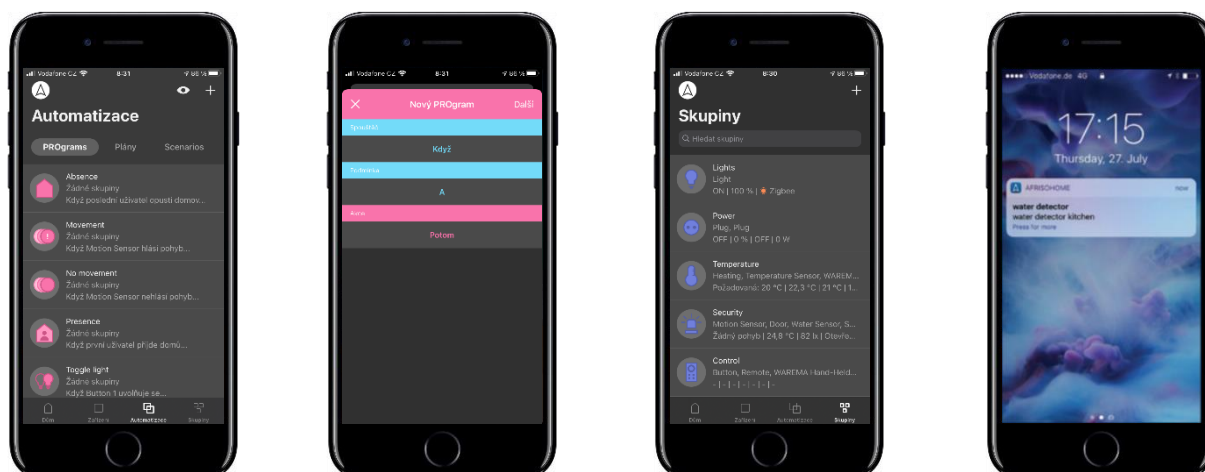 Vodafone CZ 8:31 86 %
Automatizace
PROgrams Plány Scenarios
Absence
Žádné skupiny
Když poslední uživatel opustí domov...
Movement
Žádné skupiny
Když Motion Sensor hlásí pohyb...
No movement
Žádné skupiny
Když Motion Sensor nehlásí pohyb...
Presence
Žádné skupiny
Když první uživatel přijde domů...
Toggle light
Žádné skupiny
Když Button 1 uvolňuje se...
Dům Zařízení Automatizace Skupiny
Vodafone CZ 8:31 86 %
Nový PROgram Další
Spouštěč
Když
Podmínka
A
Akce
Potom
Vodafone CZ 8:30 86 %
Skupiny
Hledat skupiny
Lights
Light
ON | 100 % | Zigbee
Power
Plug, Plug
OFF | 0 % | OFF | 0 W
Temperature
Heating, Temperature Sensor, WAREM...
Požadovaná: 20 °C | 22,3 °C | 21 °C | 1...
Security
Motion Sensor, Door, Water Sensor, S...
Žádný pohyb | 24,8 °C | 82 lx | Otevře...
Control
Button, Remote, WAREMA Hand-Held...
- | - | - | - | - | - | -
Dům Zařízení Automatizace Skupiny
Vodafone.de 4G
17:15
Thursday, 27. July
AFRISOHOME now
water detector
water detector kitchen
Press for more